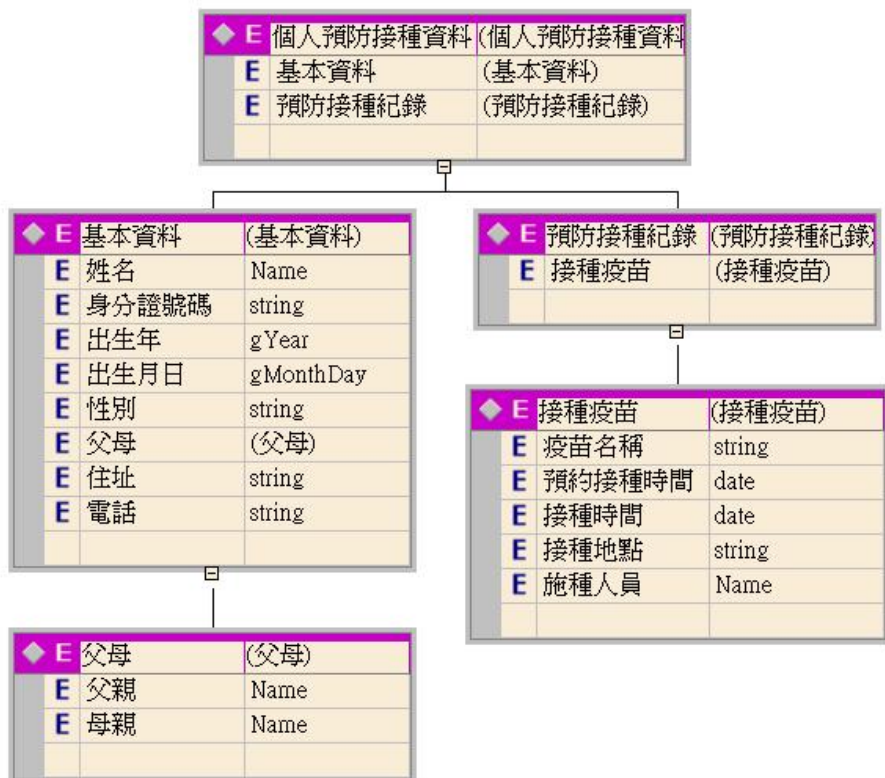 E 個人預防接種資料 (個人預防接種資料
E 基本資料 (基本資料)
E 預防接種紀錄 (預防接種紀錄)
E 基本資料 (基本資料)
E 姓名 Name
E 身分證號碼 string
E 出生年 gYear
E 出生月日 gMonthDay
E 性別 string
E 父母 (父母)
E 住址 string
E 電話 string
E 預防接種紀錄 (預防接種紀錄)
E 接種疫苗 (接種疫苗)
E 接種疫苗 (接種疫苗)
E 疫苗名稱 string
E 預約接種時間 date
E 接種時間 date
E 接種地點 string
E 施種人員 Name
E 父母 (父母)
E 父親 Name
E 母親 Name